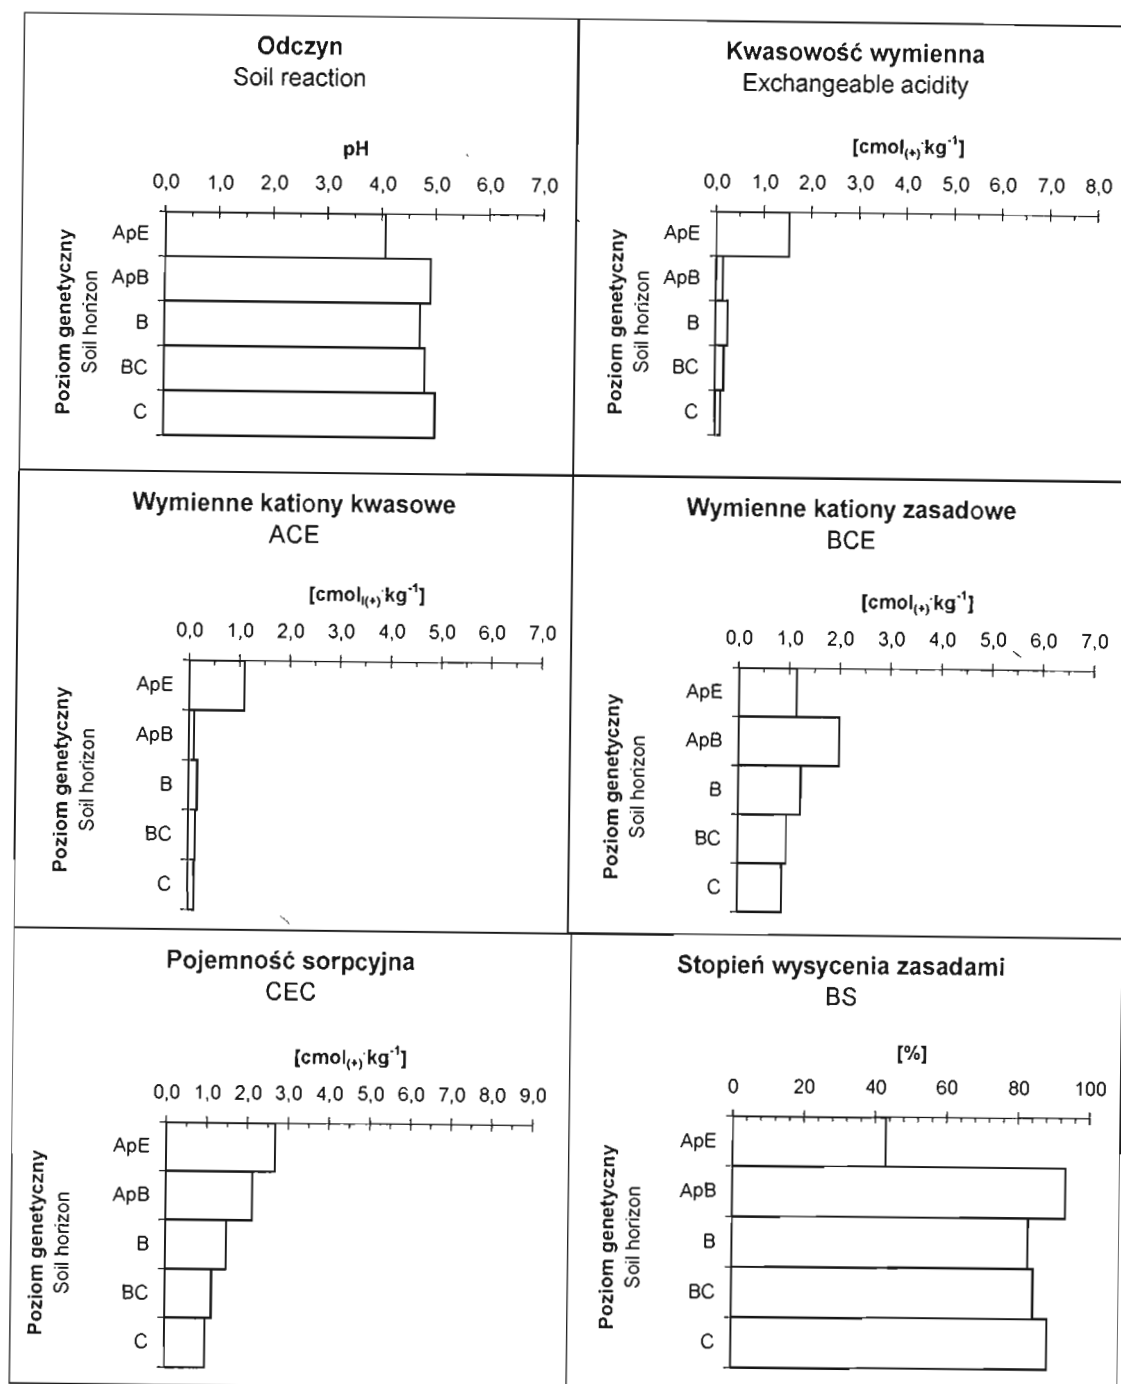 Odczyn
Soil reaction
pH
0,0 1,0 2,0 3,0 4,0 5,0 6,0 7,0
Poziom genetyczny
Soil horizon
ApE
ApB
B
BC
C
Kwasowość wymienna
Exchangeable acidity
[cmol(+)·kg-1]
0,0 1,0 2,0 3,0 4,0 5,0 6,0 7,0 8,0
Poziom genetyczny
Soil horizon
ApE
ApB
B
BC
C
Wymienne kationy kwasowe
ACE
[cmoll(+)·kg-1]
0,0 1,0 2,0 3,0 4,0 5,0 6,0 7,0
Poziom genetyczny
Soil horizon
ApE
ApB
B
BC
C
Wymienne kationy zasadowe
BCE
[cmol(+)·kg-1]
0,0 1,0 2,0 3,0 4,0 5,0 6,0 7,0
Poziom genetyczny
Soil horizon
ApE
ApB
B
BC
C
Pojemność sorpcyjna
CEC
[cmol(+)·kg-1]
0,0 1,0 2,0 3,0 4,0 5,0 6,0 7,0 8,0 9,0
Poziom genetyczny
Soil horizon
ApE
ApB
B
BC
C
Stopień wysycenia zasadami
BS
[%]
0 20 40 60 80 100
Poziom genetyczny
Soil horizon
ApE
ApB
B
BC
C